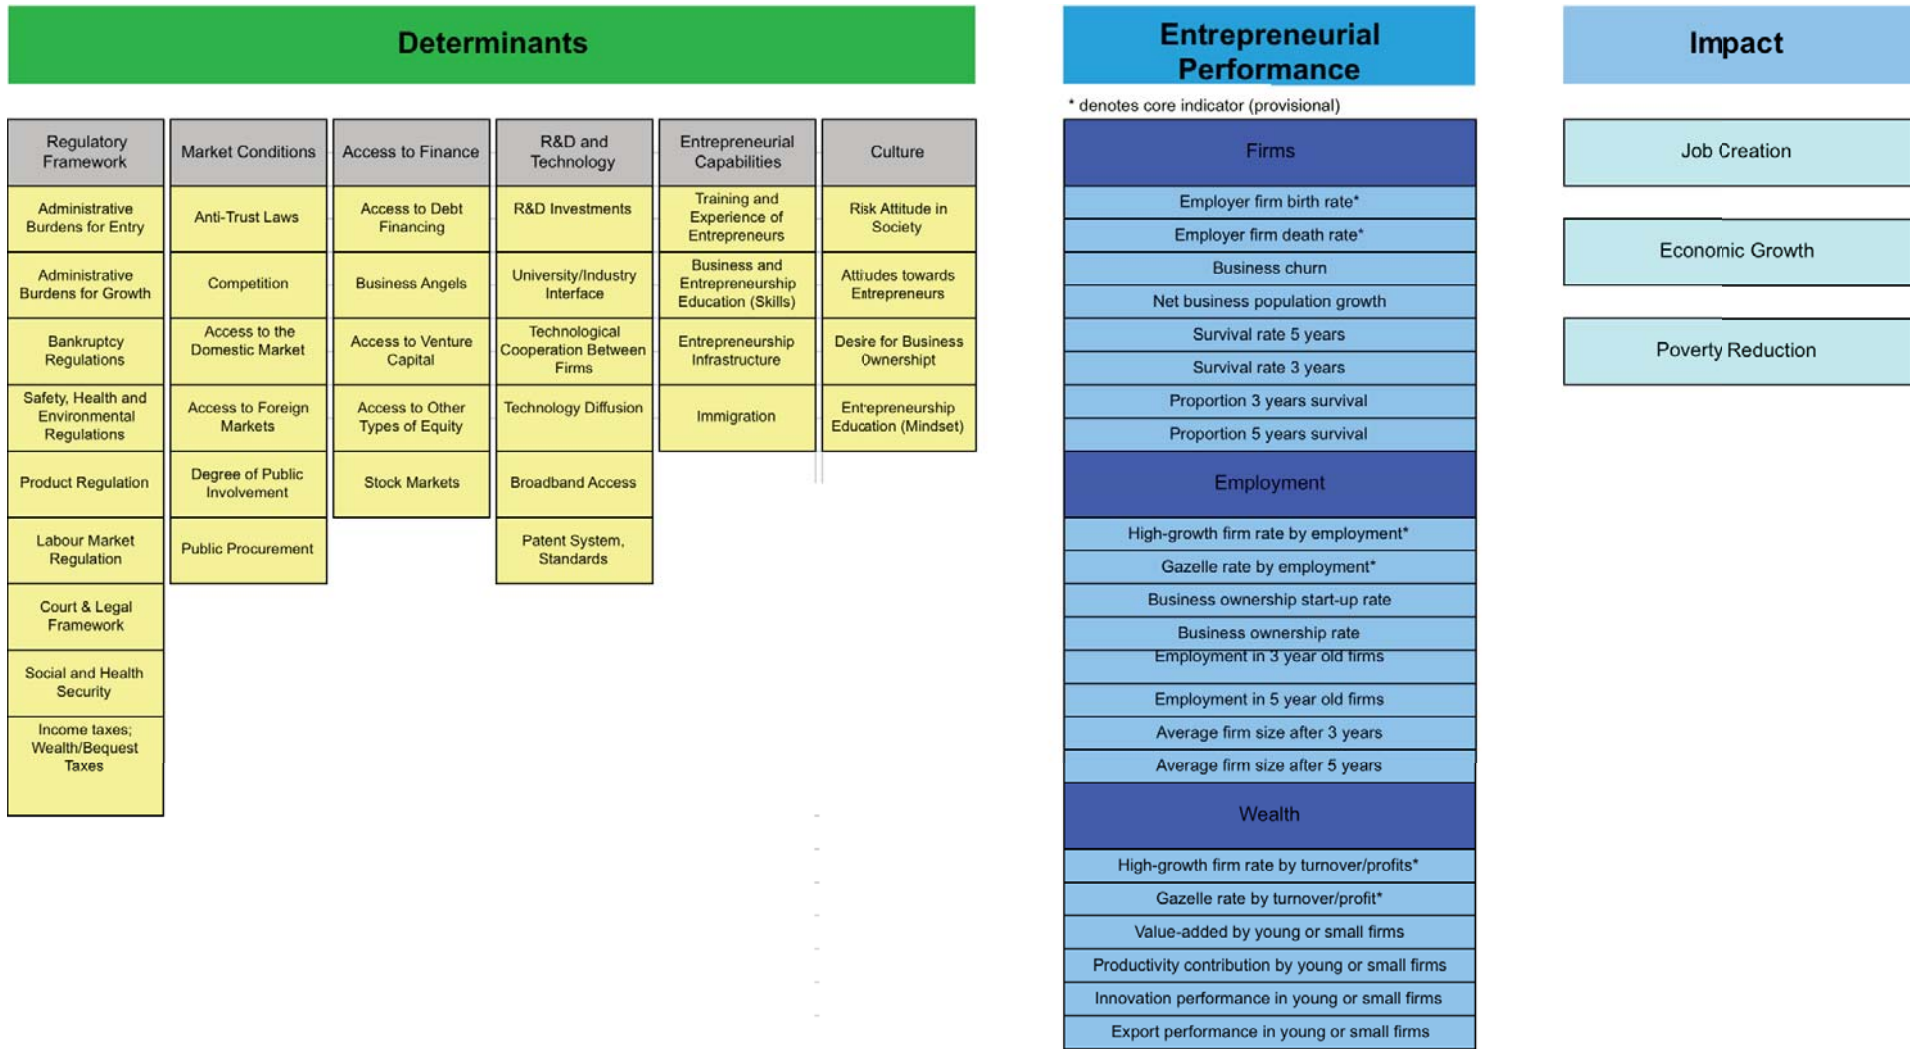 Determinants
Regulatory
Framework
Administrative
Burdens for Entry
Administrative
Burdens for Growth
Bankruptcy
Regulations
Safety, Health and
Environmental
Regulations
Product Regulation
Labour Market
Regulation
Court & Legal
Framework
Social and Health
Security
Income taxes;
Wealth/Bequest
Taxes
Market Conditions
Anti-Trust Laws
Competition
Access to the
Domestic Market
Access to Foreign
Markets
Degree of Public
Involvement
Public Procurement
Access to Finance
Access to Debt
Financing
Business Angels
Access to Venture
Capital
Access to Other
Types of Equity
Stock Markets
R&D and
Technology
R&D Investments
University/Industry
Interface
Technological
Cooperation Between
Firms
Technology Diffusion
Broadband Access
Patent System,
Standards
Entrepreneurial
Capabilities
Training and
Experience of
Entrepreneurs
Business and
Entrepreneurship
Education (Skills)
Entrepreneurship
Infrastructure
Immigration
Culture
Risk Attitude in
Society
Attitudes towards
Entrepreneurs
Desire for Business
Ownershipt
Entrepreneurship
Education (Mindset)
Entrepreneurial
Performance
* denotes core indicator (provisional)
Firms
Employer firm birth rate*
Employer firm death rate*
Business churn
Net business population growth
Survival rate 5 years
Survival rate 3 years
Proportion 3 years survival
Proportion 5 years survival
Employment
High-growth firm rate by employment*
Gazelle rate by employment*
Business ownership start-up rate
Business ownership rate
Employment in 3 year old firms
Employment in 5 year old firms
Average firm size after 3 years
Average firm size after 5 years
Wealth
High-growth firm rate by turnover/profits*
Gazelle rate by turnover/profit*
Value-added by young or small firms
Productivity contribution by young or small firms
Innovation performance in young or small firms
Export performance in young or small firms
Impact
Job Creation
Economic Growth
Poverty Reduction